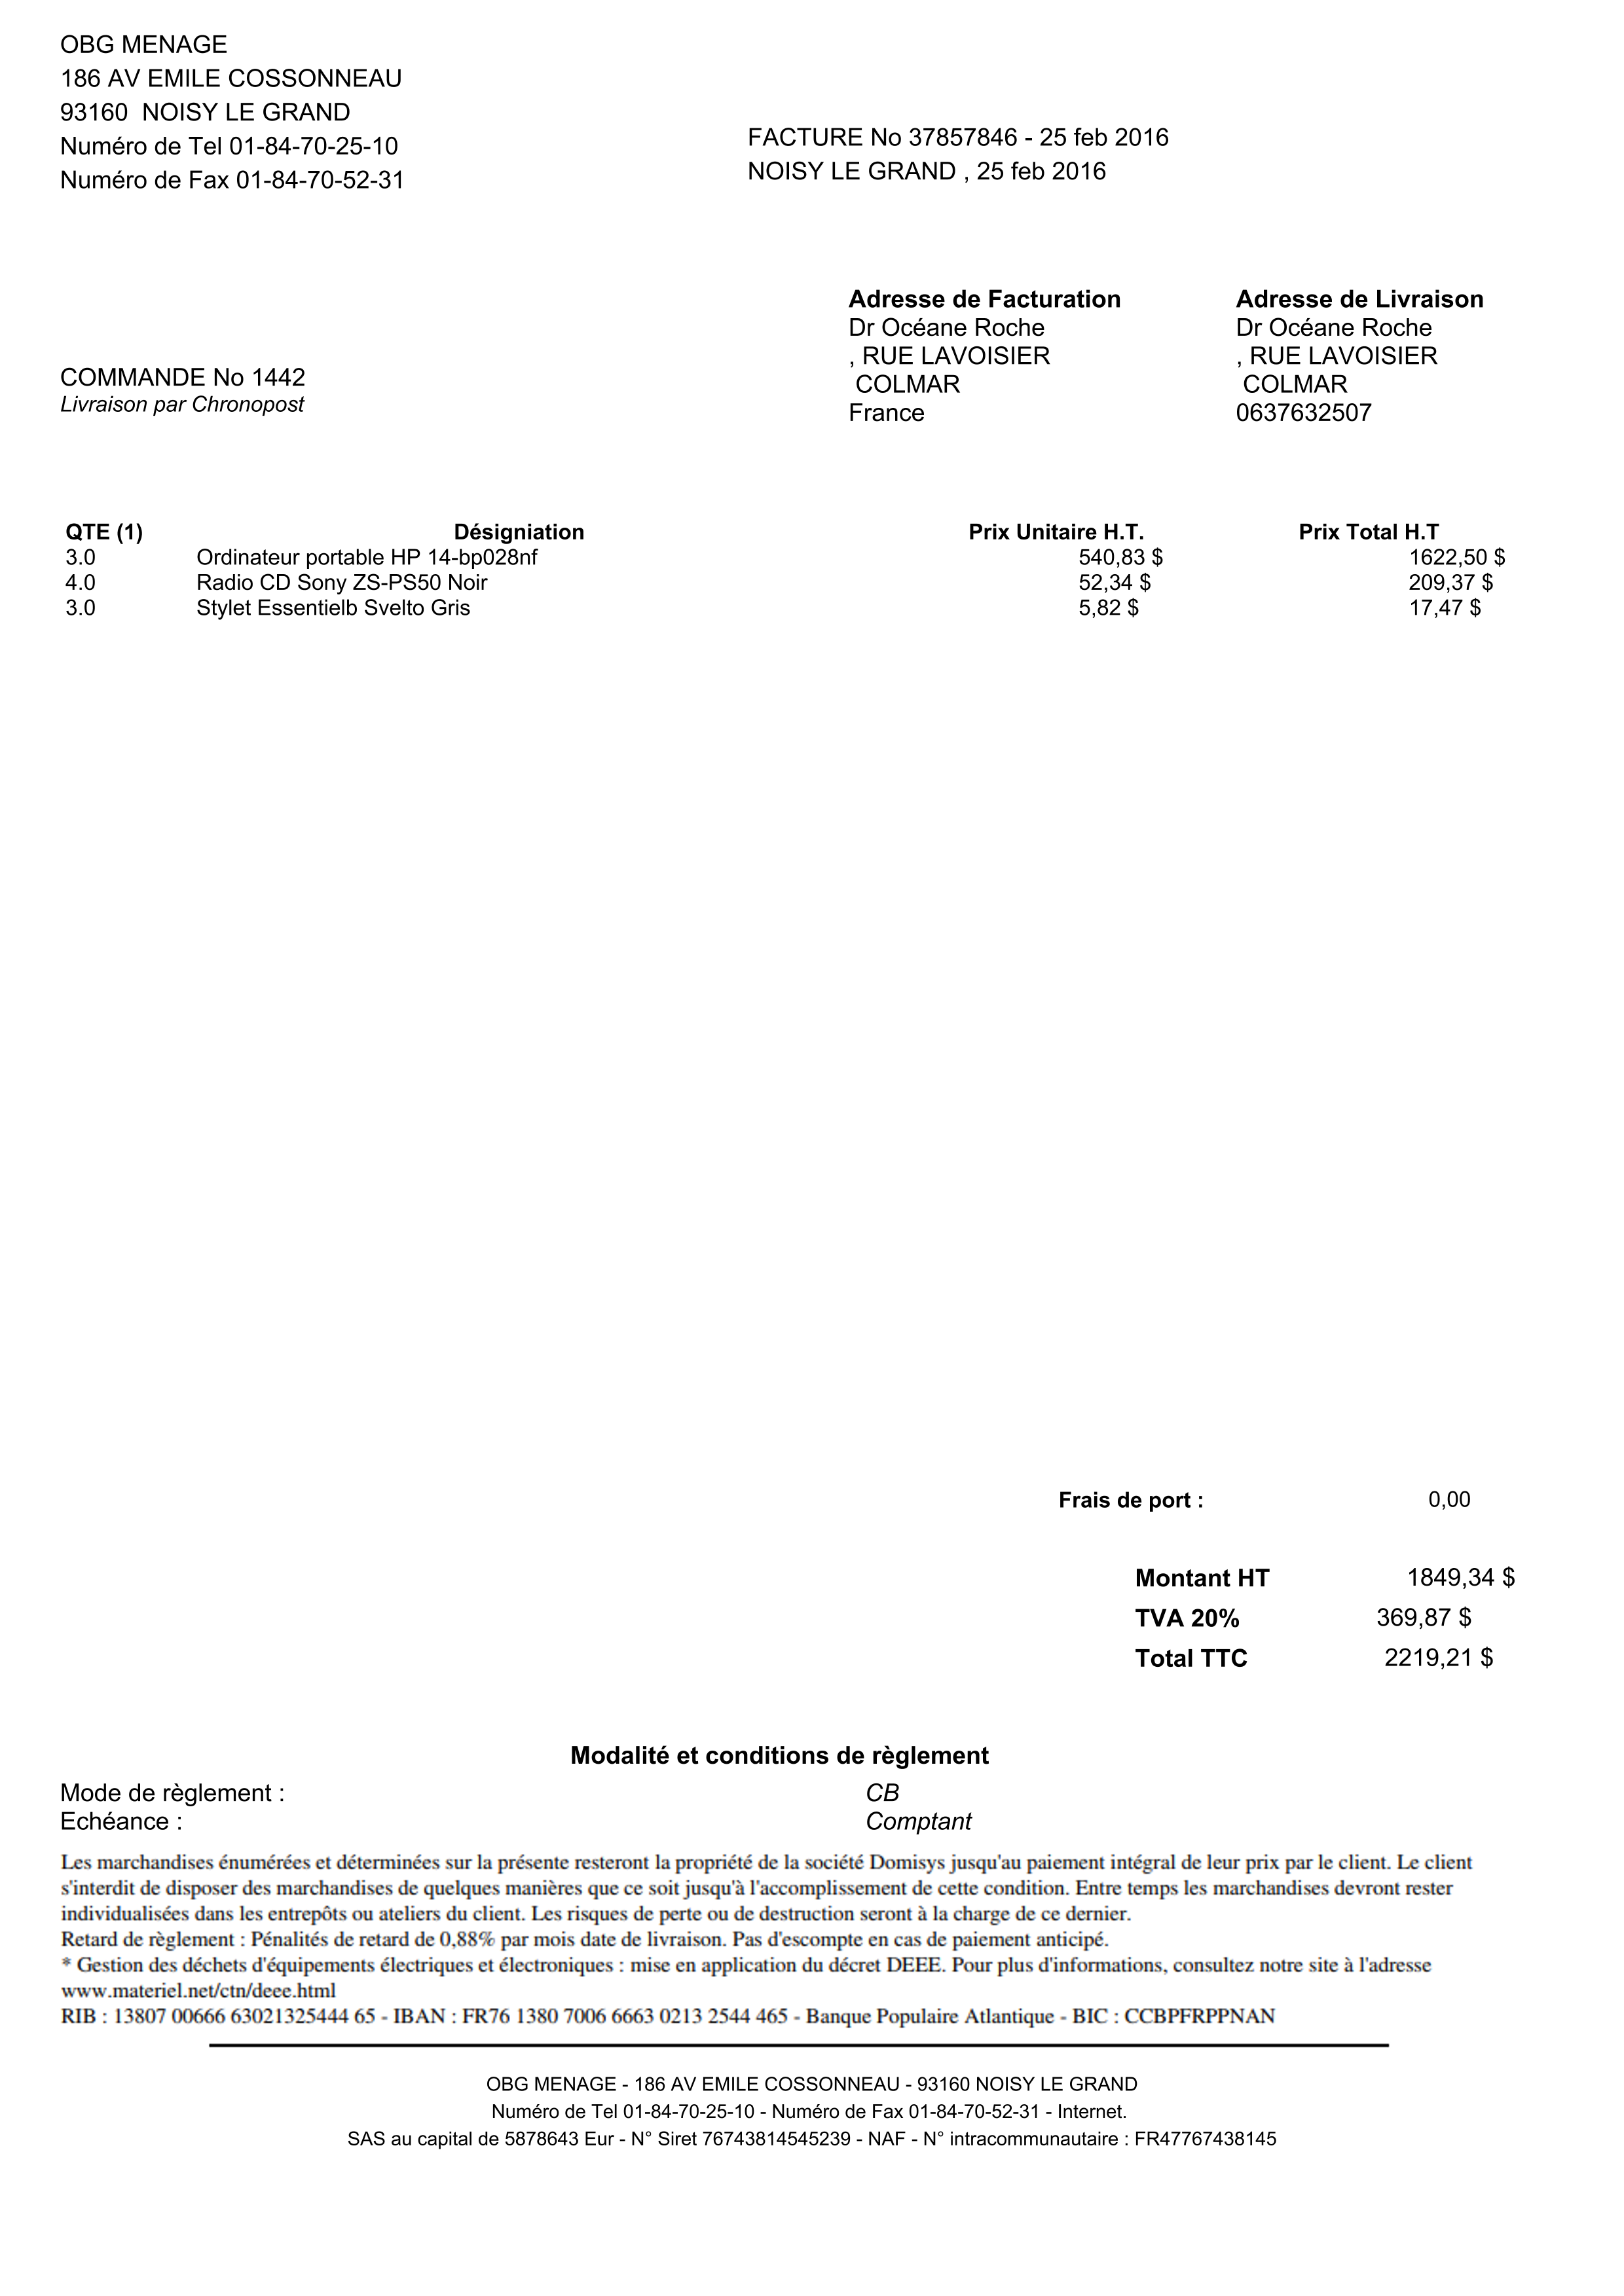 OBG MENAGE
186 AV EMILE COSSONNEAU
93160  NOISY LE GRAND
Numéro de Tel 01-84-70-25-10
Numéro de Fax 01-84-70-52-31
FACTURE No 37857846 - 25 feb 2016
NOISY LE GRAND , 25 feb 2016
COMMANDE No 1442
Livraison par Chronopost
Adresse de Facturation
Dr Océane Roche
, RUE LAVOISIER
COLMAR
France
Adresse de Livraison
Dr Océane Roche
, RUE LAVOISIER
COLMAR
0637632507
QTE (1) Désigniation Prix Unitaire H.T. Prix Total H.T
3.0 Ordinateur portable HP 14-bp028nf 540,83 $ 1622,50 $
4.0 Radio CD Sony ZS-PS50 Noir 52,34 $ 209,37 $
3.0 Stylet Essentielb Svelto Gris 5,82 $ 17,47 $
Frais de port : 0,00
Montant HT 1849,34 $
TVA 20% 369,87 $
Total TTC 2219,21 $
Modalité et conditions de règlement
Mode de règlement : CB
Echéance : Comptant
Les marchandises énumérées et déterminées sur la présente resteront la propriété de la société Domisys jusqu'au paiement intégral de leur prix par le client. Le client
s'interdit de disposer des marchandises de quelques manières que ce soit jusqu'à l'accomplissement de cette condition. Entre temps les marchandises devront rester
individualisées dans les entrepôts ou ateliers du client. Les risques de perte ou de destruction seront à la charge de ce dernier.
Retard de règlement : Pénalités de retard de 0,88% par mois date de livraison. Pas d'escompte en cas de paiement anticipé.
* Gestion des déchets d'équipements électriques et électroniques : mise en application du décret DEEE. Pour plus d'informations, consultez notre site à l'adresse
www.materiel.net/ctn/deee.html
RIB : 13807 00666 63021325444 65 - IBAN : FR76 1380 7006 6663 0213 2544 465 - Banque Populaire Atlantique - BIC : CCBPFRPPNAN
OBG MENAGE - 186 AV EMILE COSSONNEAU - 93160 NOISY LE GRAND
Numéro de Tel 01-84-70-25-10 - Numéro de Fax 01-84-70-52-31 - Internet.
SAS au capital de 5878643 Eur - N° Siret 76743814545239 - NAF - N° intracommunautaire : FR47767438145